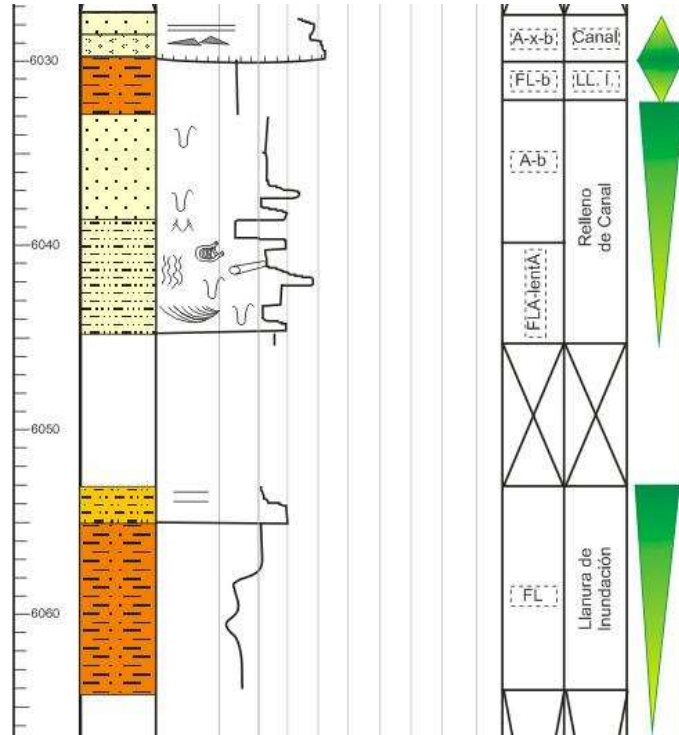 6030
6040
6050
6060
A-x-b
Canal
FL-b
LL. I.
A-b
FLA-lentA
Relleno
de Canal
FL
Llanura de
Inundación